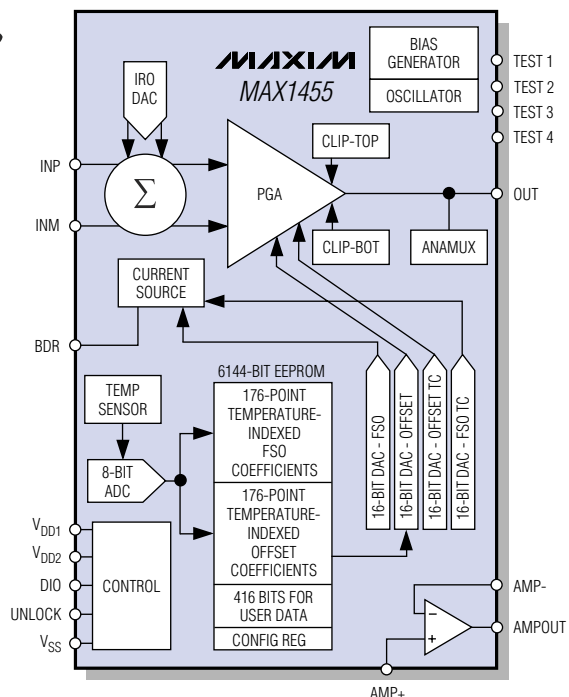 MAXIM
MAX1455
BIAS
GENERATOR
OSCILLATOR
TEST 1
TEST 2
TEST 3
TEST 4
IRO
DAC
INP
INM
Σ
PGA
CLIP-TOP
CLIP-BOT
OUT
ANAMUX
CURRENT
SOURCE
BDR
TEMP
SENSOR
8-BIT
ADC
6144-BIT EEPROM
176-POINT
TEMPERATURE-
INDEXED
FSO
COEFFICIENTS
176-POINT
TEMPERATURE-
INDEXED
OFFSET
COEFFICIENTS
416 BITS FOR
USER DATA
CONFIG REG
16-BIT DAC - FSO
16-BIT DAC - OFFSET
16-BIT DAC - OFFSET TC
16-BIT DAC - FSO TC
VDD1
VDD2
DIO
UNLOCK
VSS
CONTROL
AMP-
AMPOUT
-
+
AMP+